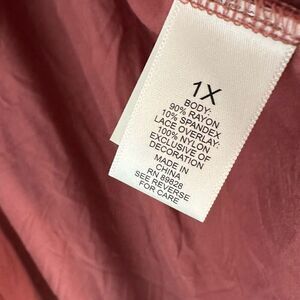 1X
BODY:
90% RAYON
10% SPANDEX
LACE OVERLAY:
100% NYLON
EXCLUSIVE OF
DECORATION
MADE IN
CHINA
RN 89828
SEE REVERSE
FOR CARE